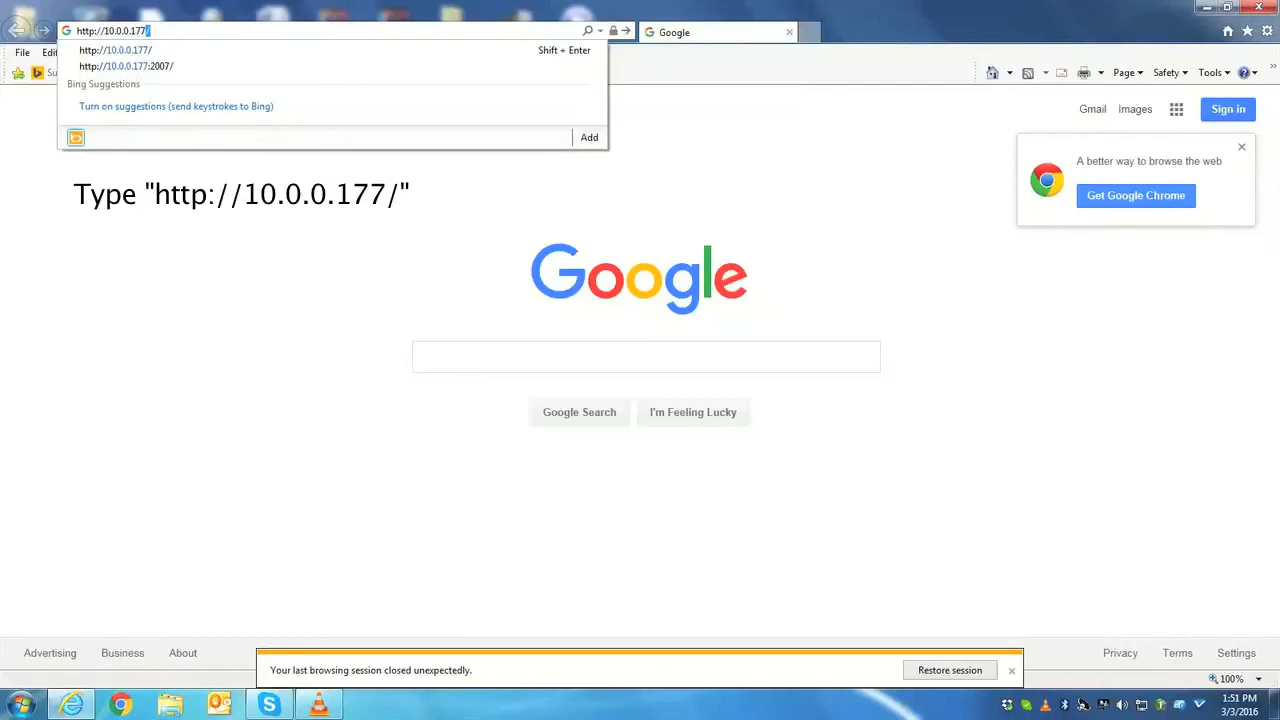 http://10.0.0.177/
Google
File
Edit
http://10.0.0.177/
Shift + Enter
http://10.0.0.177:2007/
Bing Suggestions
Turn on suggestions (send keystrokes to Bing)
Add
Page
Safety
Tools
Gmail
Images
Sign in
A better way to browse the web
Get Google Chrome
Type "http://10.0.0.177/"
Google
Google Search
I'm Feeling Lucky
Advertising
Business
About
Privacy
Terms
Settings
Your last browsing session closed unexpectedly.
Restore session
100%
1:51 PM
3/3/2016